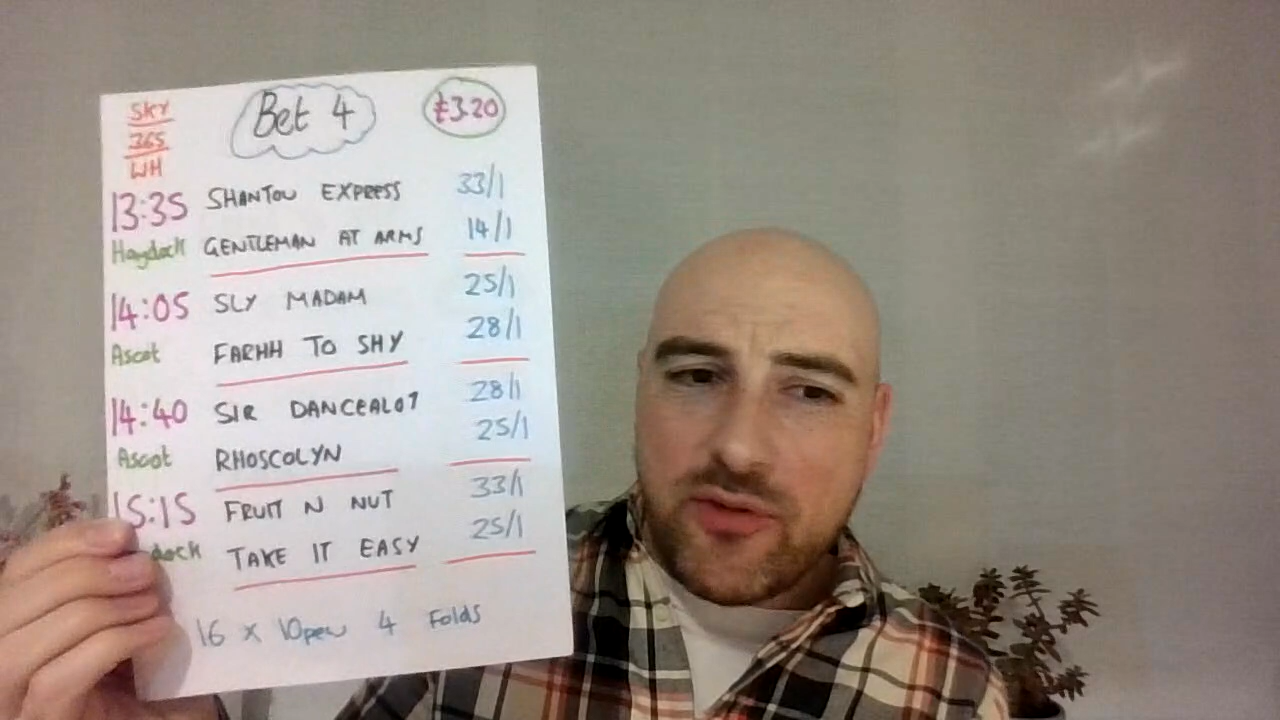 SKY
365
WH
Bet 4
£3.20
13:35 SHANTOU EXPRESS 33/1
Haydock GENTLEMAN AT ARMS 14/1
14:05 SLY MADAM 25/1
Ascot FARHH TO SHY 28/1
14:40 SIR DANCEALOT 28/1
Ascot RHOSCOLYN 25/1
15:15 FRUIT N NUT 33/1
dock TAKE IT EASY 25/1
16 x 10pew 4 Folds